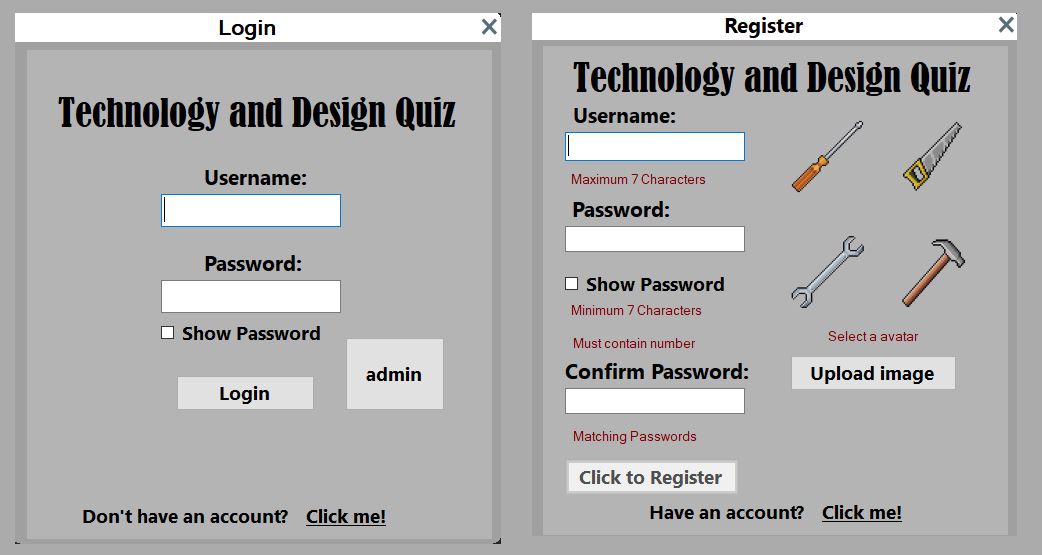 Login
Technology and Design Quiz
Username:
Password:
Show Password
admin
Login
Don't have an account? Click me!
Register
Technology and Design Quiz
Username:
Maximum 7 Characters
Password:
Show Password
Minimum 7 Characters
Must contain number
Select a avatar
Confirm Password:
Upload image
Matching Passwords
Click to Register
Have an account? Click me!